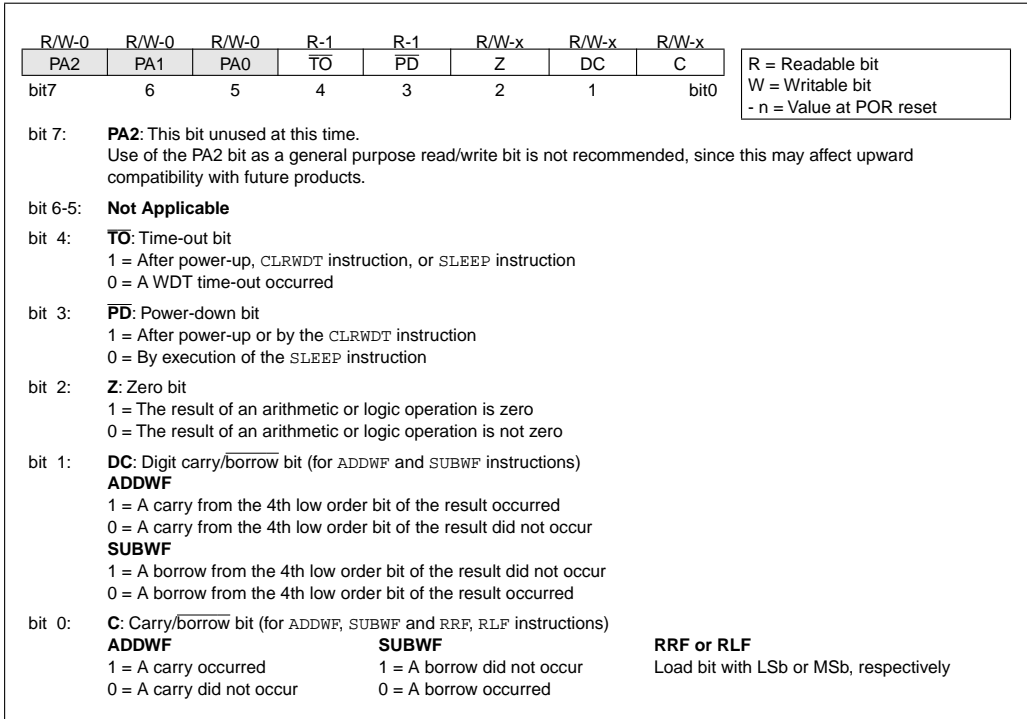 R/W-0 R/W-0 R/W-0 R-1 R-1 R/W-x R/W-x R/W-x
PA2 PA1 PA0 T̅O̅ P̅D̅ Z DC C
bit7 6 5 4 3 2 1 bit0
R = Readable bit
W = Writable bit
- n = Value at POR reset
bit 7: PA2: This bit unused at this time.
Use of the PA2 bit as a general purpose read/write bit is not recommended, since this may affect upward
compatibility with future products.
bit 6-5: Not Applicable
bit 4: T̅O̅: Time-out bit
1 = After power-up, CLRWDT instruction, or SLEEP instruction
0 = A WDT time-out occurred
bit 3: P̅D̅: Power-down bit
1 = After power-up or by the CLRWDT instruction
0 = By execution of the SLEEP instruction
bit 2: Z: Zero bit
1 = The result of an arithmetic or logic operation is zero
0 = The result of an arithmetic or logic operation is not zero
bit 1: DC: Digit carry/b̅o̅r̅r̅o̅w̅ bit (for ADDWF and SUBWF instructions)
ADDWF
1 = A carry from the 4th low order bit of the result occurred
0 = A carry from the 4th low order bit of the result did not occur
SUBWF
1 = A borrow from the 4th low order bit of the result did not occur
0 = A borrow from the 4th low order bit of the result occurred
bit 0: C: Carry/b̅o̅r̅r̅o̅w̅ bit (for ADDWF, SUBWF and RRF, RLF instructions)
ADDWF SUBWF RRF or RLF
1 = A carry occurred 1 = A borrow did not occur Load bit with LSb or MSb, respectively
0 = A carry did not occur 0 = A borrow occurred